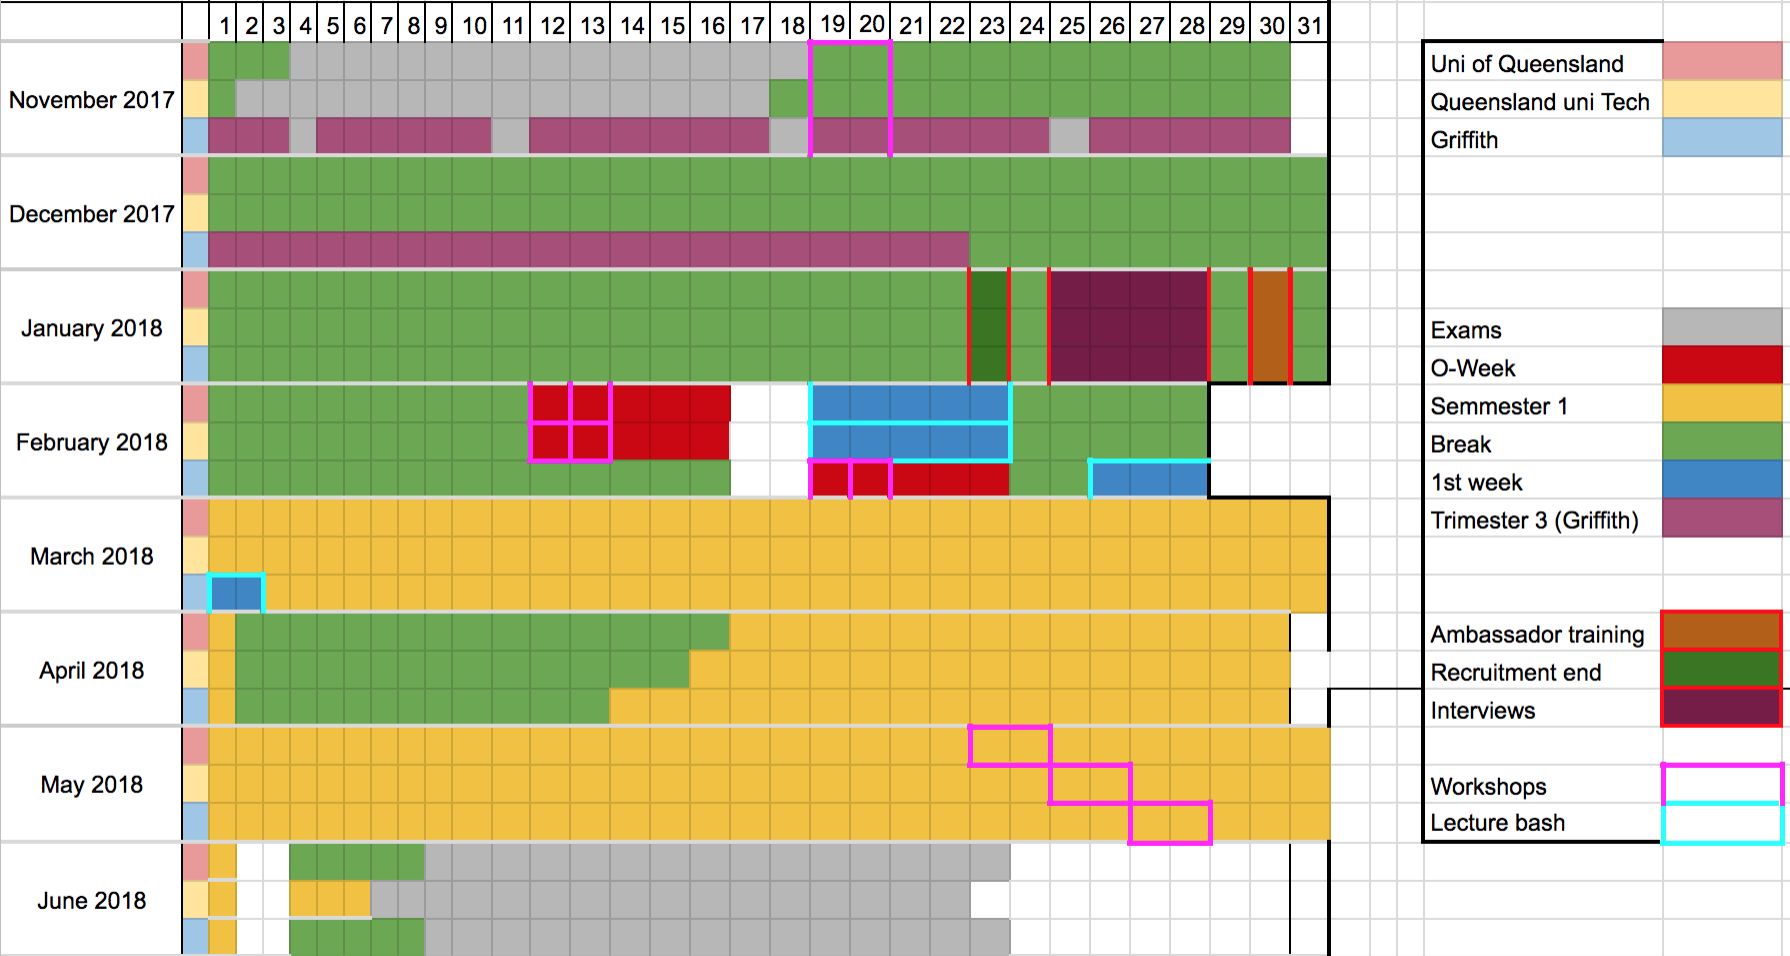 1 2 3 4 5 6 7 8 9 10 11 12 13 14 15 16 17 18 19 20 21 22 23 24 25 26 27 28 29 30 31
November 2017
December 2017
January 2018
February 2018
March 2018
April 2018
May 2018
June 2018
Uni of Queensland
Queensland uni Tech
Griffith
Exams
O-Week
Semmester 1
Break
1st week
Trimester 3 (Griffith)
Ambassador training
Recruitment end
Interviews
Workshops
Lecture bash